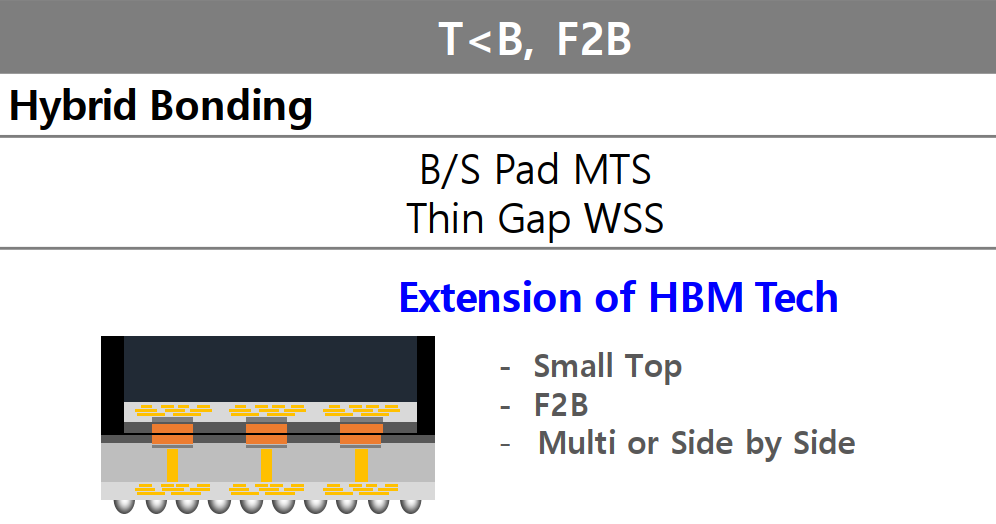 T<B, F2B
Hybrid Bonding
B/S Pad MTS
Thin Gap WSS
Extension of HBM Tech
- Small Top
- F2B
- Multi or Side by Side